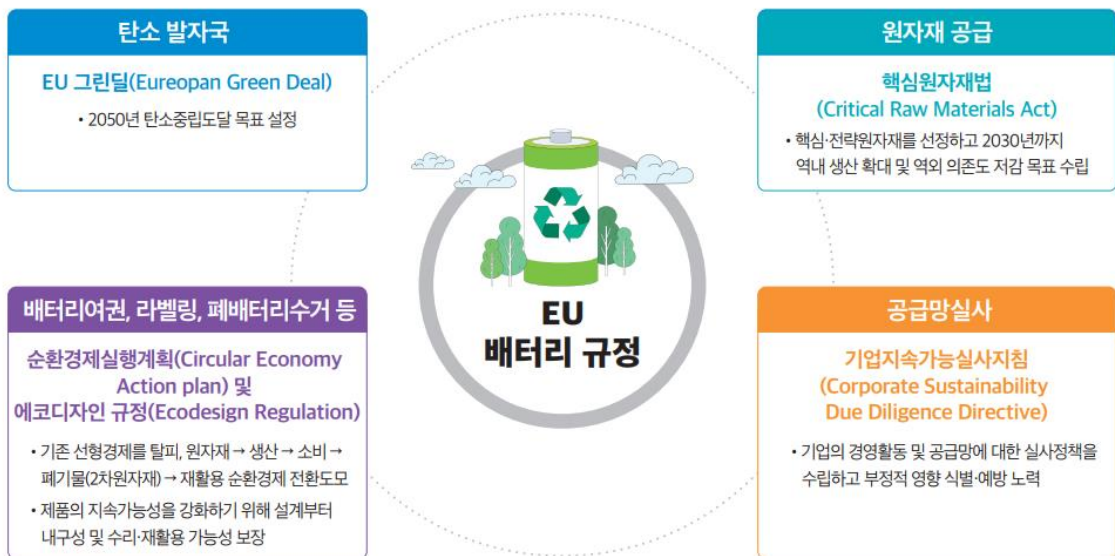 탄소 발자국
EU 그린딜(Eureopan Green Deal)
• 2050년 탄소중립도달 목표 설정
원자재 공급
핵심원자재법
(Critical Raw Materials Act)
• 핵심·전략원자재를 선정하고 2030년까지
역내 생산 확대 및 역외 의존도 저감 목표 수립
EU
배터리 규정
배터리여권, 라벨링, 폐배터리수거 등
순환경제실행계획(Circular Economy
Action plan) 및
에코디자인 규정(Ecodesign Regulation)
• 기존 선형경제를 탈피, 원자재 → 생산 → 소비 →
폐기물(2차원자재) → 재활용 순환경제 전환도모
• 제품의 지속가능성을 강화하기 위해 설계부터
내구성 및 수리·재활용 가능성 보장
공급망실사
기업지속가능실사지침
(Corporate Sustainability
Due Diligence Directive)
• 기업의 경영활동 및 공급망에 대한 실사정책을
수립하고 부정적 영향 식별·예방 노력